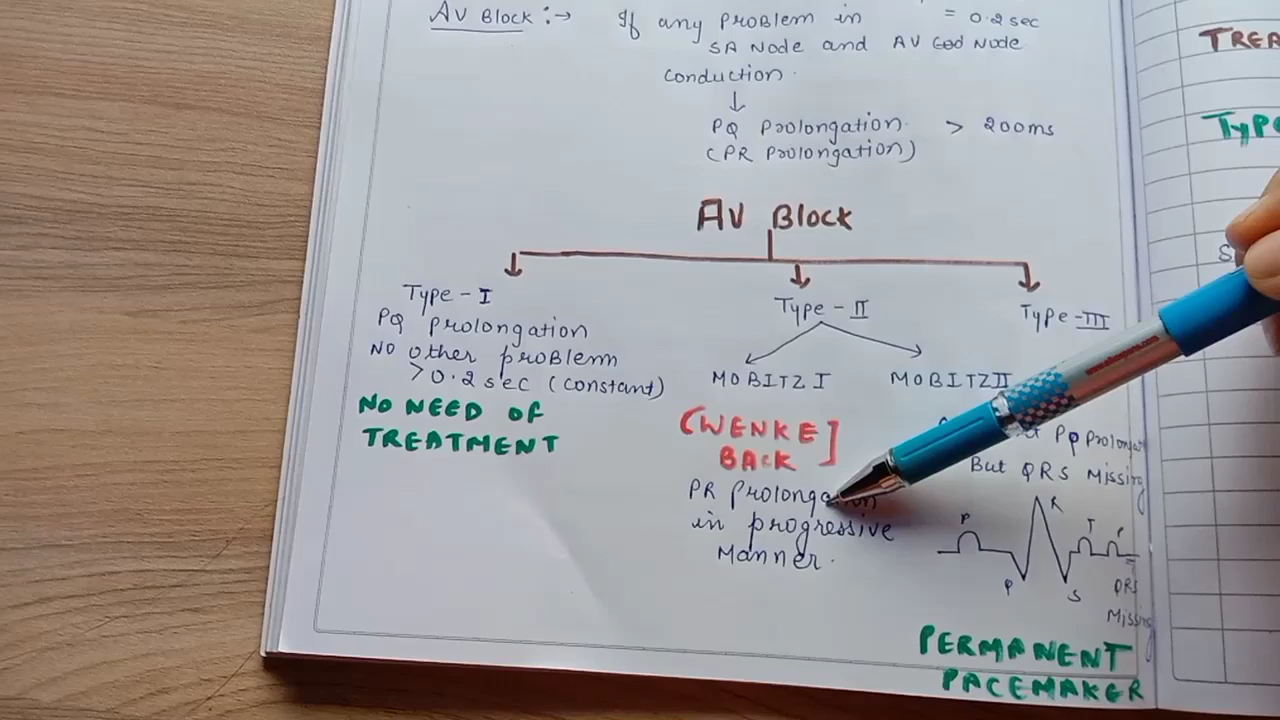 AV Block :→ If any problem in = 0.2 sec
SA Node and AV God Node
Conduction.
↓
PQ Prolongation. > 200ms
(PR Prolongation)
AV Block
Type - I
PQ Prolongation
NO other problem
>0.2 sec (constant)
NO NEED OF
TREATMENT
Type - II
MOBITZ I
(WENKE]
BACK
PR Prolongation
in progressive
Manner.
MOBITZ II
PQ Prolongat
But QRS Missing
P
R
T
P
Q
S
QRS
Missing
PERMANENT
PACEMAKER
Type-III
TREA
TYPE
S